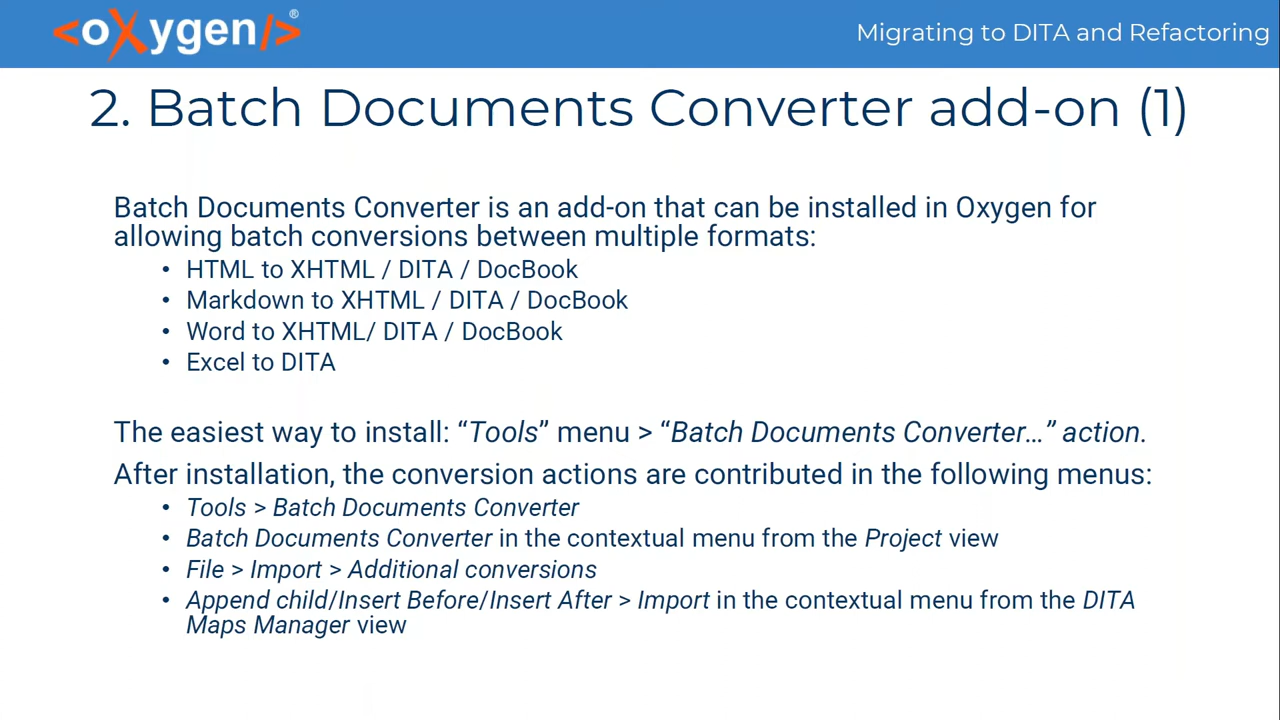 <oXygen/>®
Migrating to DITA and Refactoring
2. Batch Documents Converter add-on (1)
Batch Documents Converter is an add-on that can be installed in Oxygen for
allowing batch conversions between multiple formats:
• HTML to XHTML / DITA / DocBook
• Markdown to XHTML / DITA / DocBook
• Word to XHTML/ DITA / DocBook
• Excel to DITA
The easiest way to install: “Tools” menu > “Batch Documents Converter…” action.
After installation, the conversion actions are contributed in the following menus:
• Tools > Batch Documents Converter
• Batch Documents Converter in the contextual menu from the Project view
• File > Import > Additional conversions
• Append child/Insert Before/Insert After > Import in the contextual menu from the DITA
Maps Manager view